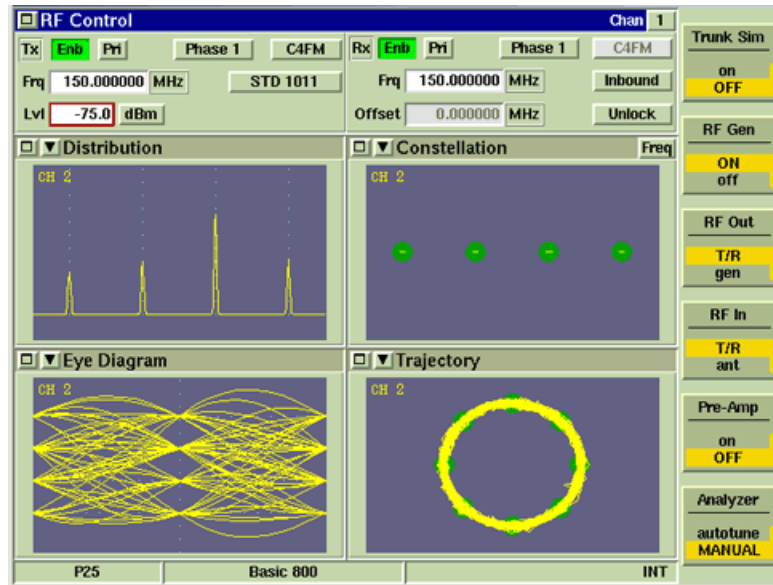 RF Control Chan 1
Tx Enb Pri Phase 1 C4FM
Frq 150.000000 MHz STD 1011
Lvl -75.0 dBm
Rx Enb Pri Phase 1 C4FM
Frq 150.000000 MHz Inbound
Offset 0.000000 MHz Unlock
Distribution
CH 2
Constellation Freq
CH 2
Eye Diagram
CH 2
Trajectory
CH 2
P25 Basic 800 INT
Trunk Sim
on
OFF
RF Gen
ON
off
RF Out
T/R
gen
RF In
T/R
ant
Pre-Amp
on
OFF
Analyzer
autotune
MANUAL